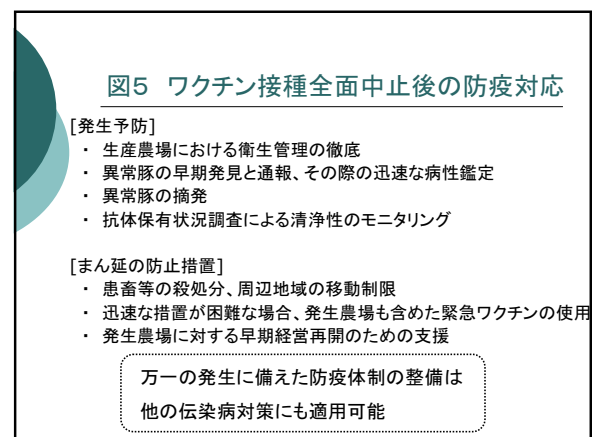 図5 ワクチン接種全面中止後の防疫対応
[発生予防]
・ 生産農場における衛生管理の徹底
・ 異常豚の早期発見と通報、その際の迅速な病性鑑定
・ 異常豚の摘発
・ 抗体保有状況調査による清浄性のモニタリング
[まん延の防止措置]
・ 患畜等の殺処分、周辺地域の移動制限
・ 迅速な措置が困難な場合、発生農場も含めた緊急ワクチンの使用
・ 発生農場に対する早期経営再開のための支援
万一の発生に備えた防疫体制の整備は
他の伝染病対策にも適用可能